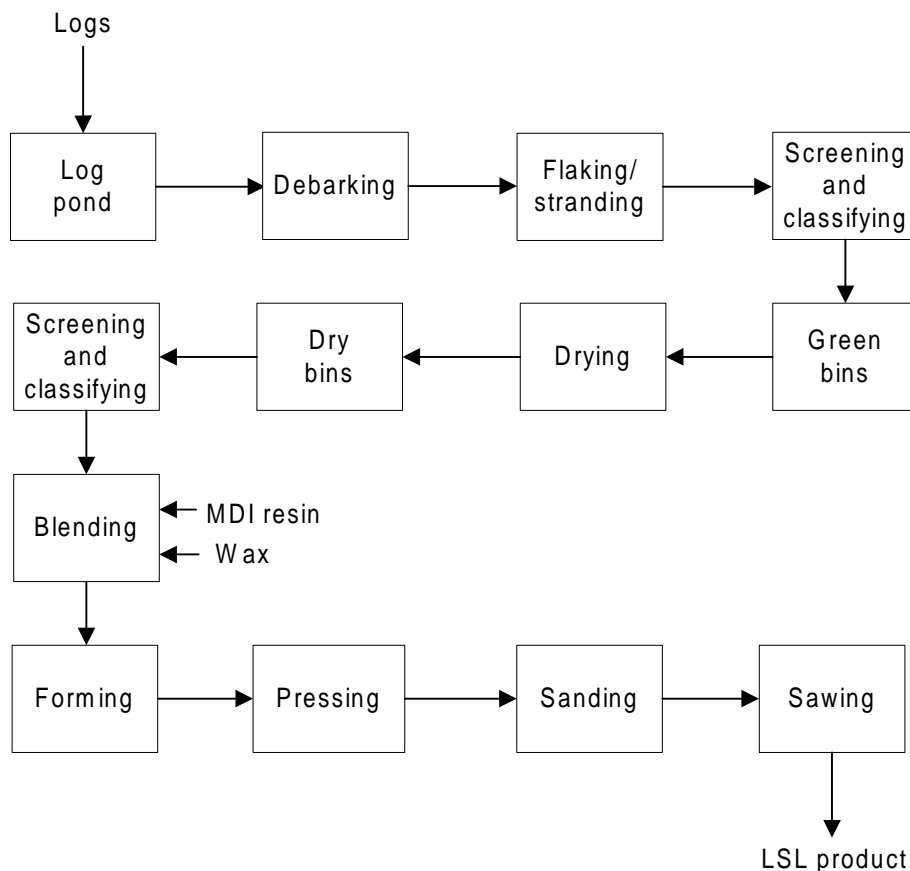 Logs
Log
pond
Debarking
Flaking/
stranding
Screening
and
classifying
Green
bins
Drying
Dry
bins
Screening
and
classifying
Blending
MDI resin
Wax
Forming
Pressing
Sanding
Sawing
LSL product